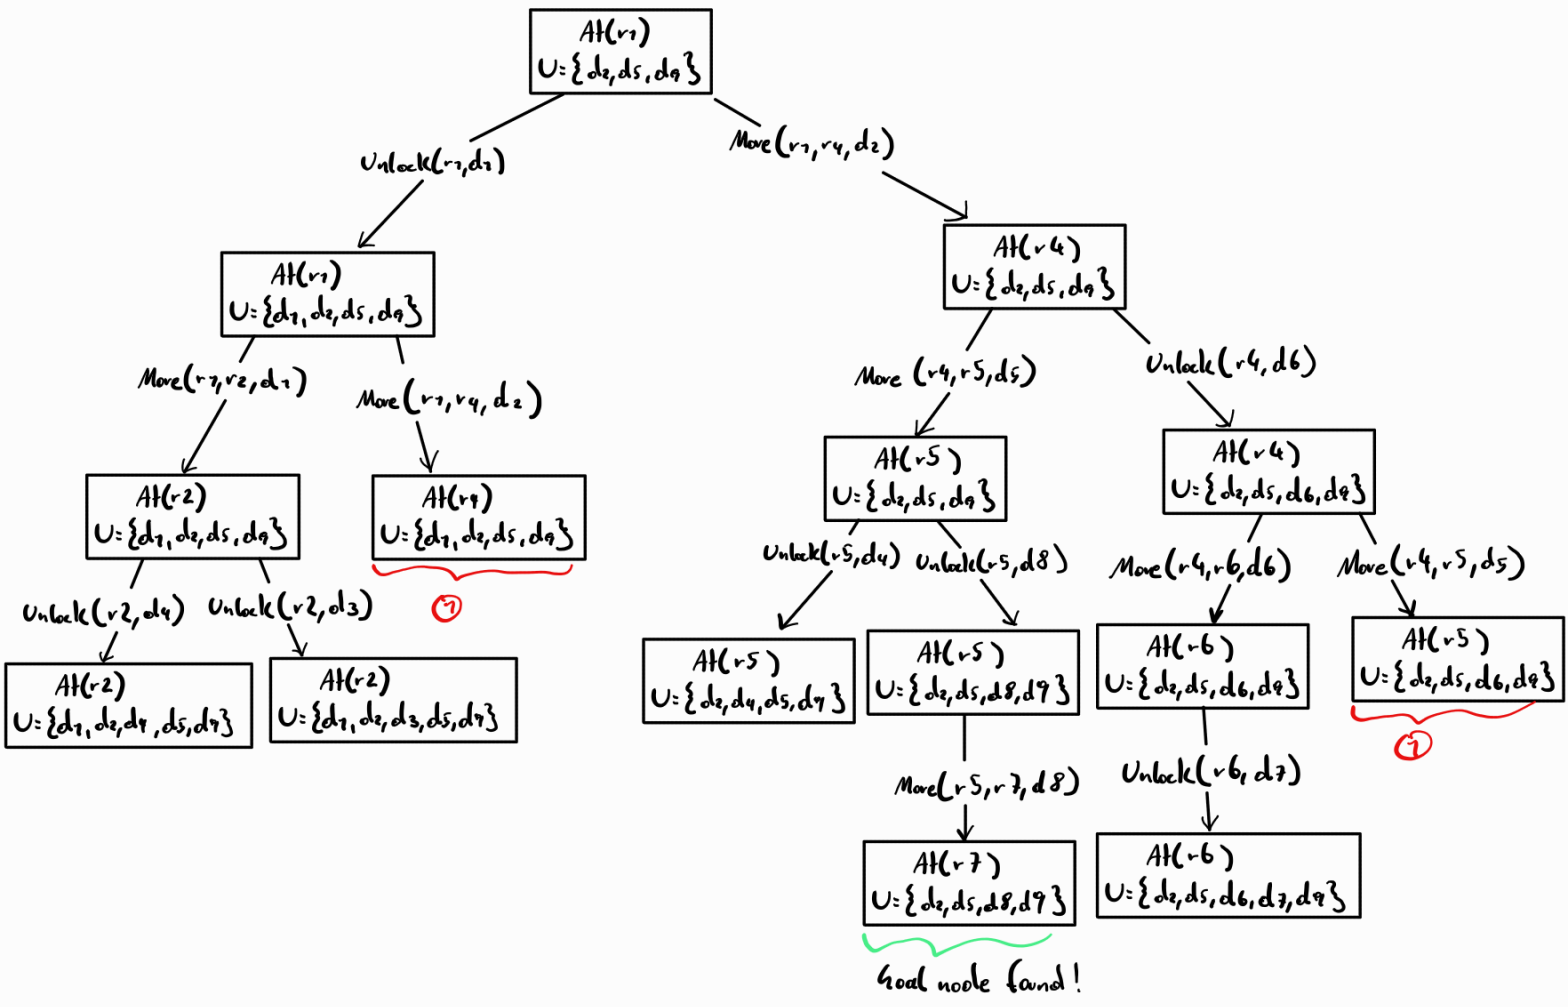 At(r1)
U={d2,d5,d9}
Unlock(r1,d1)
Move(r1,r4,d2)
At(r1)
U={d1,d2,d5,d9}
At(r4)
U={d2,d5,d9}
Move(r1,r2,d1)
Move(r1,r4,d2)
Move (r4,r5,d5)
Unlock(r4,d6)
At(r2)
U={d1,d2,d5,d9}
At(r4)
U={d1,d2,d5,d9}
1
At(r5)
U={d2,d5,d9}
At(r4)
U={d2,d5,d6,d9}
Unlock(r2,d4)
Unlock(r2,d3)
Unlock(r5,d4)
Unlock(r5,d8)
Move(r4,r6,d6)
Move(r4,r5,d5)
At(r2)
U={d1,d2,d4,d5,d9}
At(r2)
U={d1,d2,d3,d5,d9}
At(r5)
U={d2,d4,d5,d9}
At(r5)
U={d2,d5,d8,d9}
At(r6)
U={d2,d5,d6,d9}
At(r5)
U={d2,d5,d6,d9}
1
Move(r5,r7,d8)
Unlock(r6,d7)
At(r7)
U={d2,d5,d8,d9}
At(r6)
U={d2,d5,d6,d7,d9}
Goal node found!